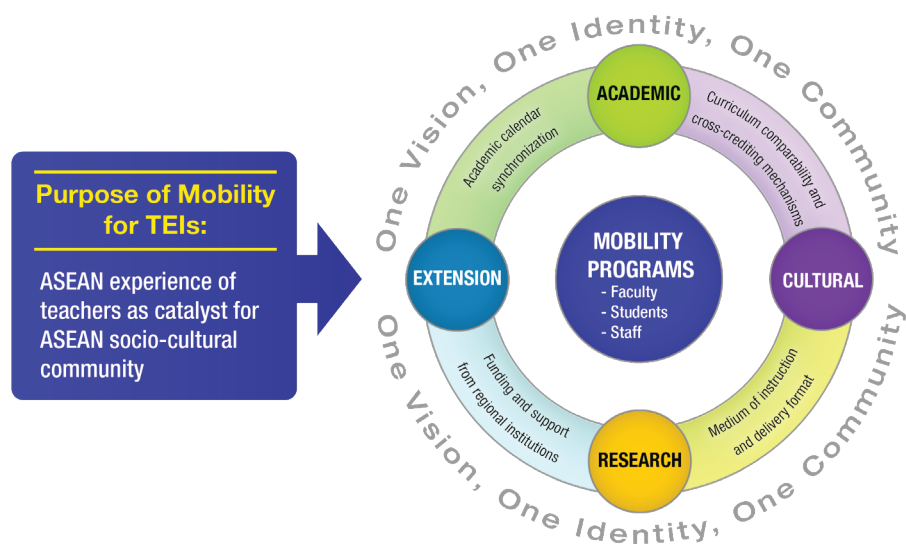 Purpose of Mobility
for TEIs:
ASEAN experience of
teachers as catalyst for
ASEAN socio-cultural
community
One Vision, One Identity, One Community
ACADEMIC
Academic calendar
synchronization
Curriculum comparability and
cross-crediting mechanisms
EXTENSION
MOBILITY
PROGRAMS
- Faculty
- Students
- Staff
CULTURAL
Funding and support
from regional institutions
Medium of instruction
and delivery format
RESEARCH
One Vision, One Identity, One Community